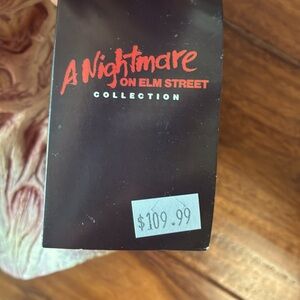 A Nightmare
ON ELM STREET
COLLECTION
$109.99